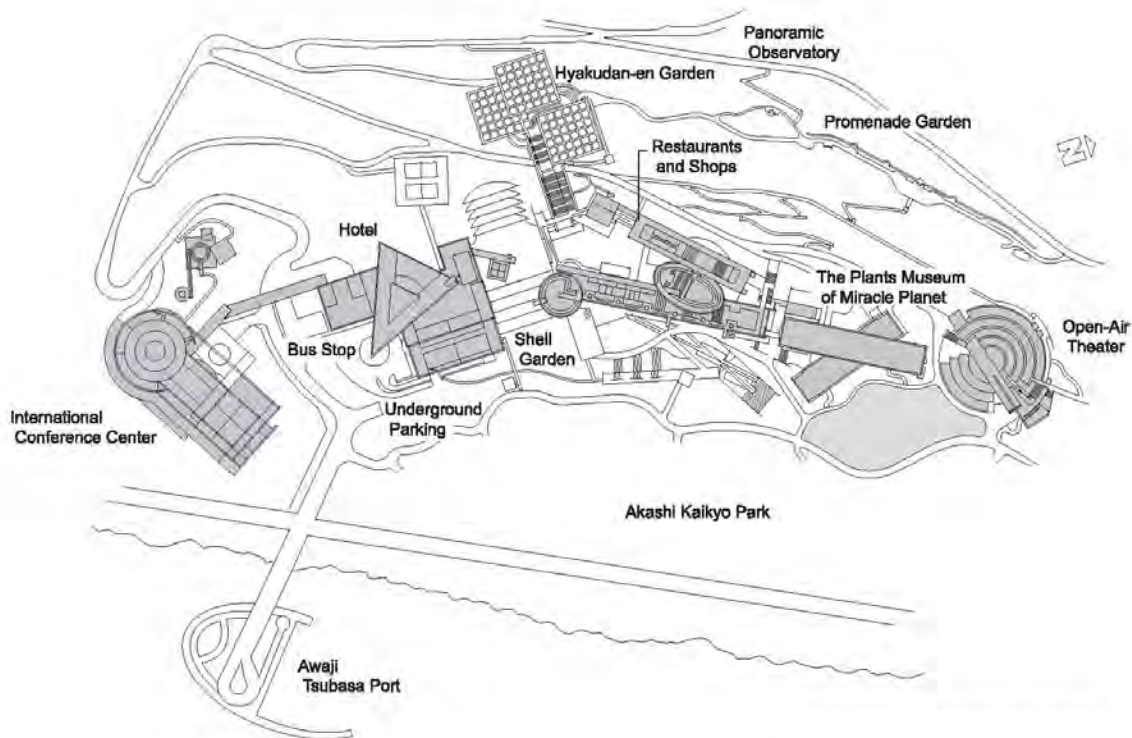 Panoramic
Observatory
Hyakudan-en Garden
Promenade Garden
Restaurants
and Shops
Hotel
The Plants Museum
of Miracle Planet
Open-Air
Theater
Bus Stop
Shell
Garden
International
Conference Center
Underground
Parking
Akashi Kaikyo Park
Awaji
Tsubasa Port
N